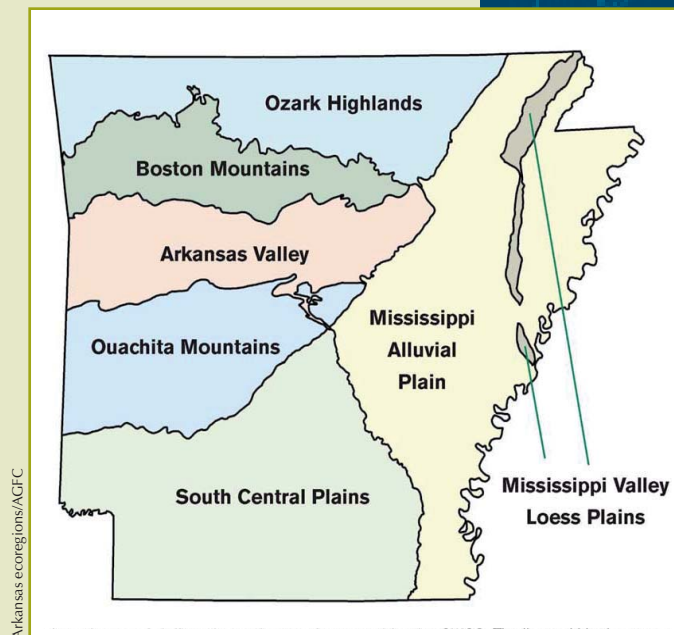 Ozark Highlands
Boston Mountains
Arkansas Valley
Ouachita Mountains
Mississippi
Alluvial
Plain
South Central Plains
Mississippi Valley
Loess Plains
Arkansas ecoregions/AGFC